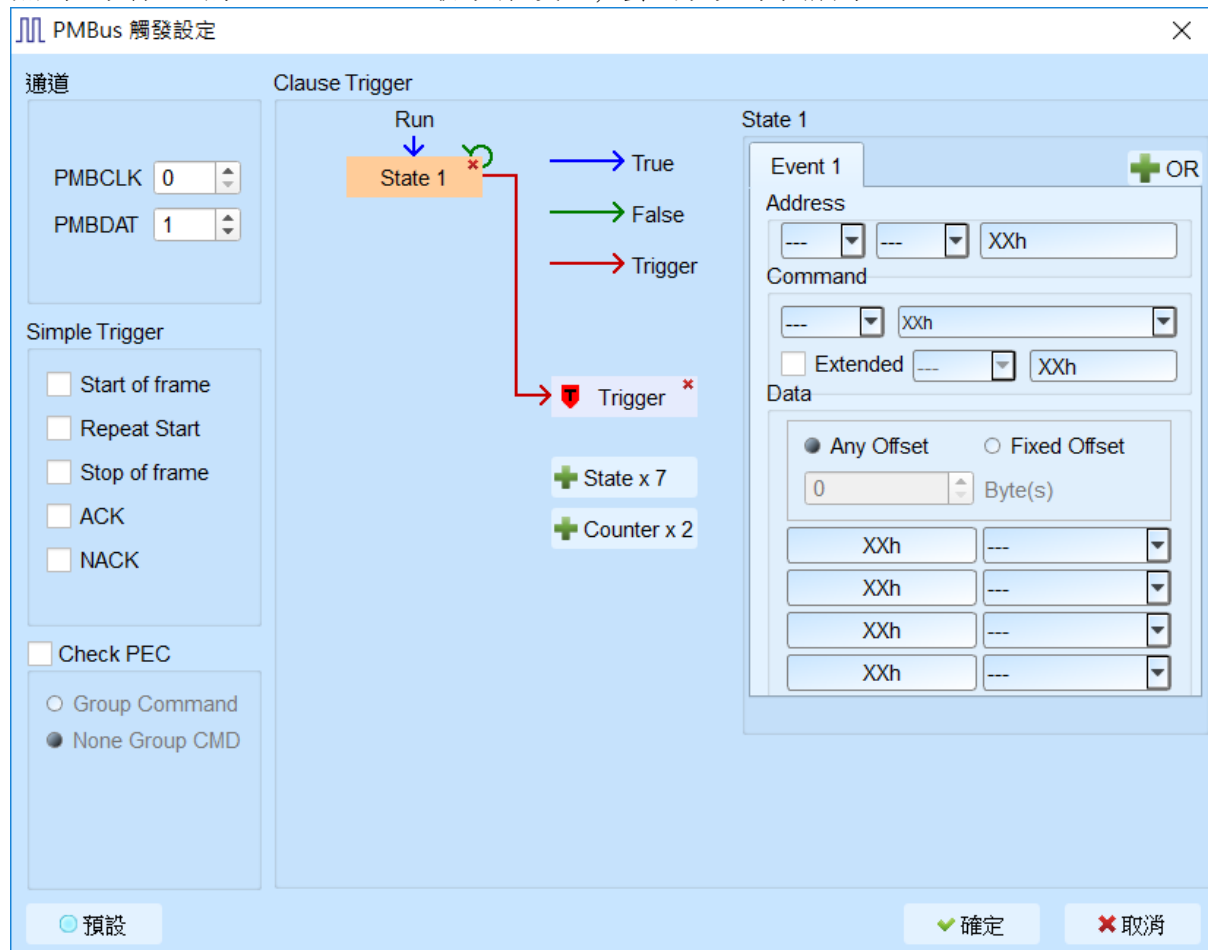 PMBus 觸發設定
通道
PMBCLK 0
PMBDAT 1
Simple Trigger
Start of frame
Repeat Start
Stop of frame
ACK
NACK
Check PEC
Group Command
None Group CMD
Clause Trigger
Run
State 1
True
False
Trigger
Trigger
State x 7
Counter x 2
State 1
Event 1
OR
Address
--- --- XXh
Command
--- XXh
Extended --- XXh
Data
Any Offset Fixed Offset
0 Byte(s)
XXh ---
XXh ---
XXh ---
XXh ---
預設
確定
取消